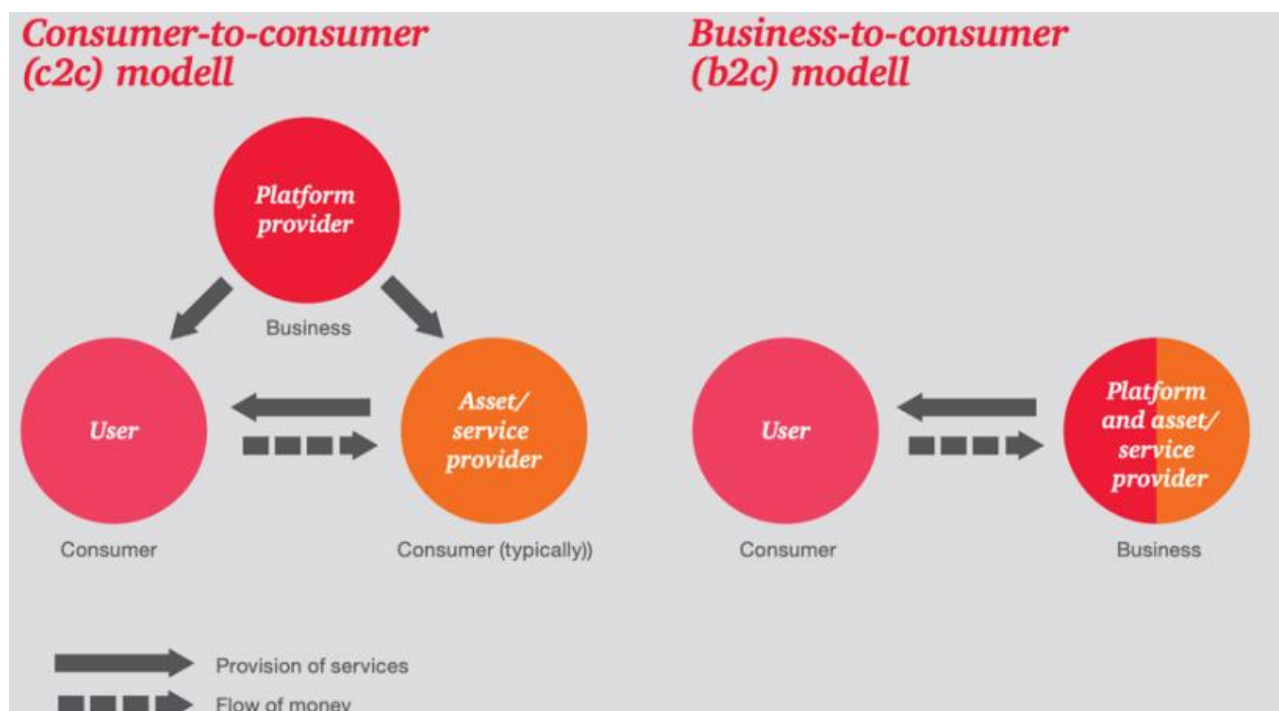 Consumer-to-consumer
(c2c) modell
Platform
provider
Business
User
Consumer
Asset/
service
provider
Consumer (typically))
Business-to-consumer
(b2c) modell
User
Consumer
Platform
and asset/
service
provider
Business
Provision of services
Flow of money